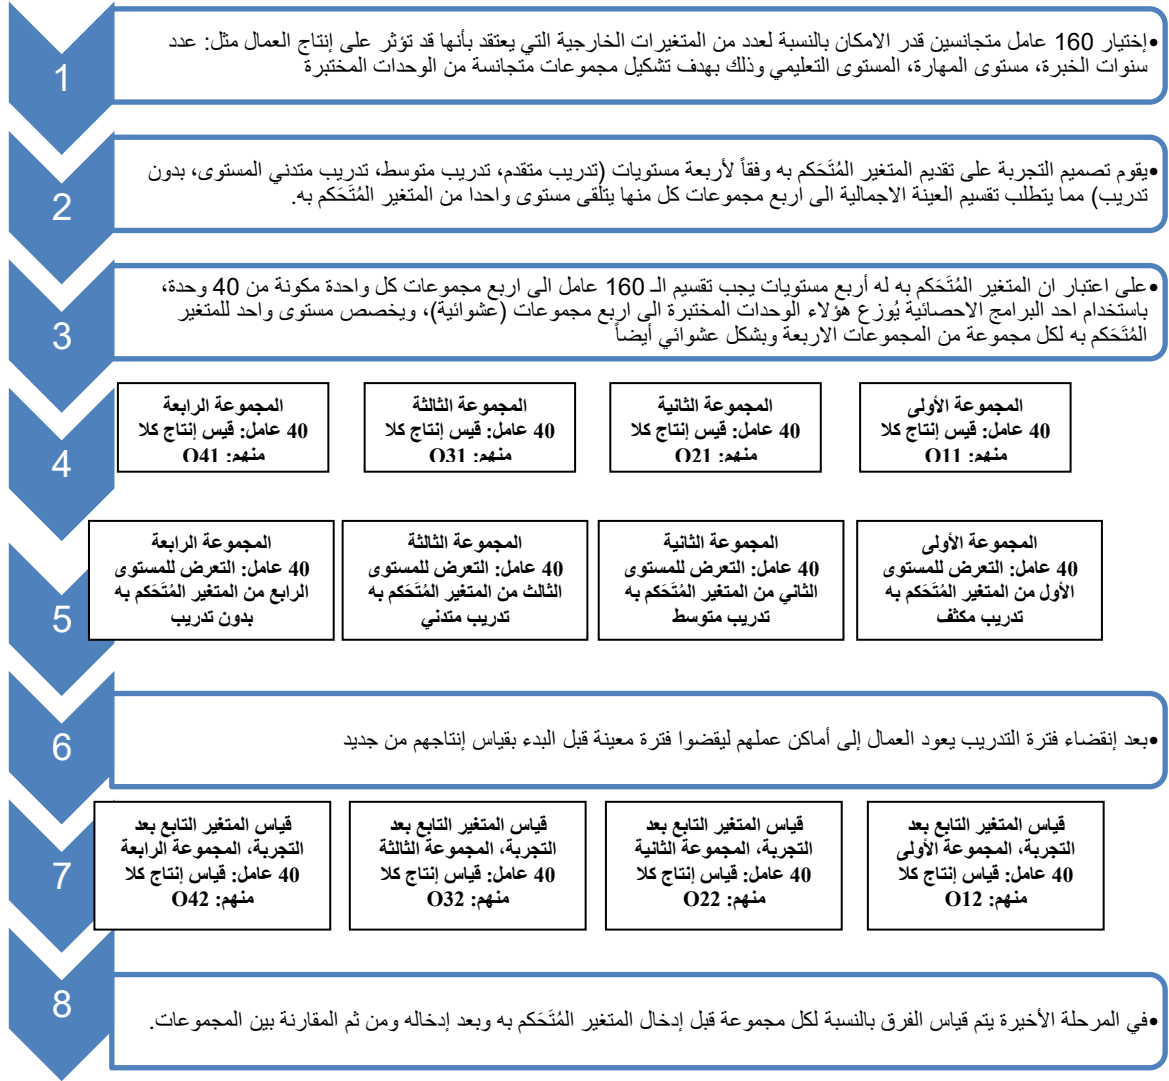 1
•إختيار 160 عامل متجانسين قدر الامكان بالنسبة لعدد من المتغيرات الخارجية التي يعتقد بأنها قد تؤثر على إنتاج العمال مثل: عدد
سنوات الخبرة، مستوى المهارة، المستوى التعليمي وذلك بهدف تشكيل مجموعات متجانسة من الوحدات المختبرة
2
•يقوم تصميم التجربة على تقديم المتغير المُتَحَكم به وفقاً لأربعة مستويات (تدريب متقدم، تدريب متوسط، تدريب متدني المستوى، بدون
تدريب) مما يتطلب تقسيم العينة الاجمالية الى اربع مجموعات كل منها يتلقى مستوى واحدا من المتغير المُتَحَكم به.
3
•على اعتبار ان المتغير المُتَحَكم به له أربع مستويات يجب تقسيم الـ 160 عامل الى اربع مجموعات كل واحدة مكونة من 40 وحدة،
باستخدام احد البرامج الاحصائية يُوزع هؤلاء الوحدات المختبرة الى اربع مجموعات (عشوائية)، ويخصص مستوى واحد للمتغير
المُتَحَكم به لكل مجموعة من المجموعات الاربعة وبشكل عشوائي أيضاً
4
المجموعة الأولى
40 عامل: قيس إنتاج كلا
منهم: O11
المجموعة الثانية
40 عامل: قيس إنتاج كلا
منهم: O21
المجموعة الثالثة
40 عامل: قيس إنتاج كلا
منهم: O31
المجموعة الرابعة
40 عامل: قيس إنتاج كلا
منهم: O41
5
المجموعة الأولى
40 عامل: التعرض للمستوى
الأول من المتغير المُتَحَكم به
تدريب مكثف
المجموعة الثانية
40 عامل: التعرض للمستوى
الثاني من المتغير المُتَحَكم به
تدريب متوسط
المجموعة الثالثة
40 عامل: التعرض للمستوى
الثالث من المتغير المُتَحَكم به
تدريب متدني
المجموعة الرابعة
40 عامل: التعرض للمستوى
الرابع من المتغير المُتَحَكم به
بدون تدريب
6
•بعد إنقضاء فترة التدريب يعود العمال إلى أماكن عملهم ليقضوا فترة معينة قبل البدء بقياس إنتاجهم من جديد
7
قياس المتغير التابع بعد
التجربة، المجموعة الأولى
40 عامل: قياس إنتاج كلا
منهم: O12
قياس المتغير التابع بعد
التجربة، المجموعة الثانية
40 عامل: قياس إنتاج كلا
منهم: O22
قياس المتغير التابع بعد
التجربة، المجموعة الثالثة
40 عامل: قياس إنتاج كلا
منهم: O32
قياس المتغير التابع بعد
التجربة، المجموعة الرابعة
40 عامل: قياس إنتاج كلا
منهم: O42
8
•في المرحلة الأخيرة يتم قياس الفرق بالنسبة لكل مجموعة قبل إدخال المتغير المُتَحَكم به وبعد إدخاله ومن ثم المقارنة بين المجموعات.